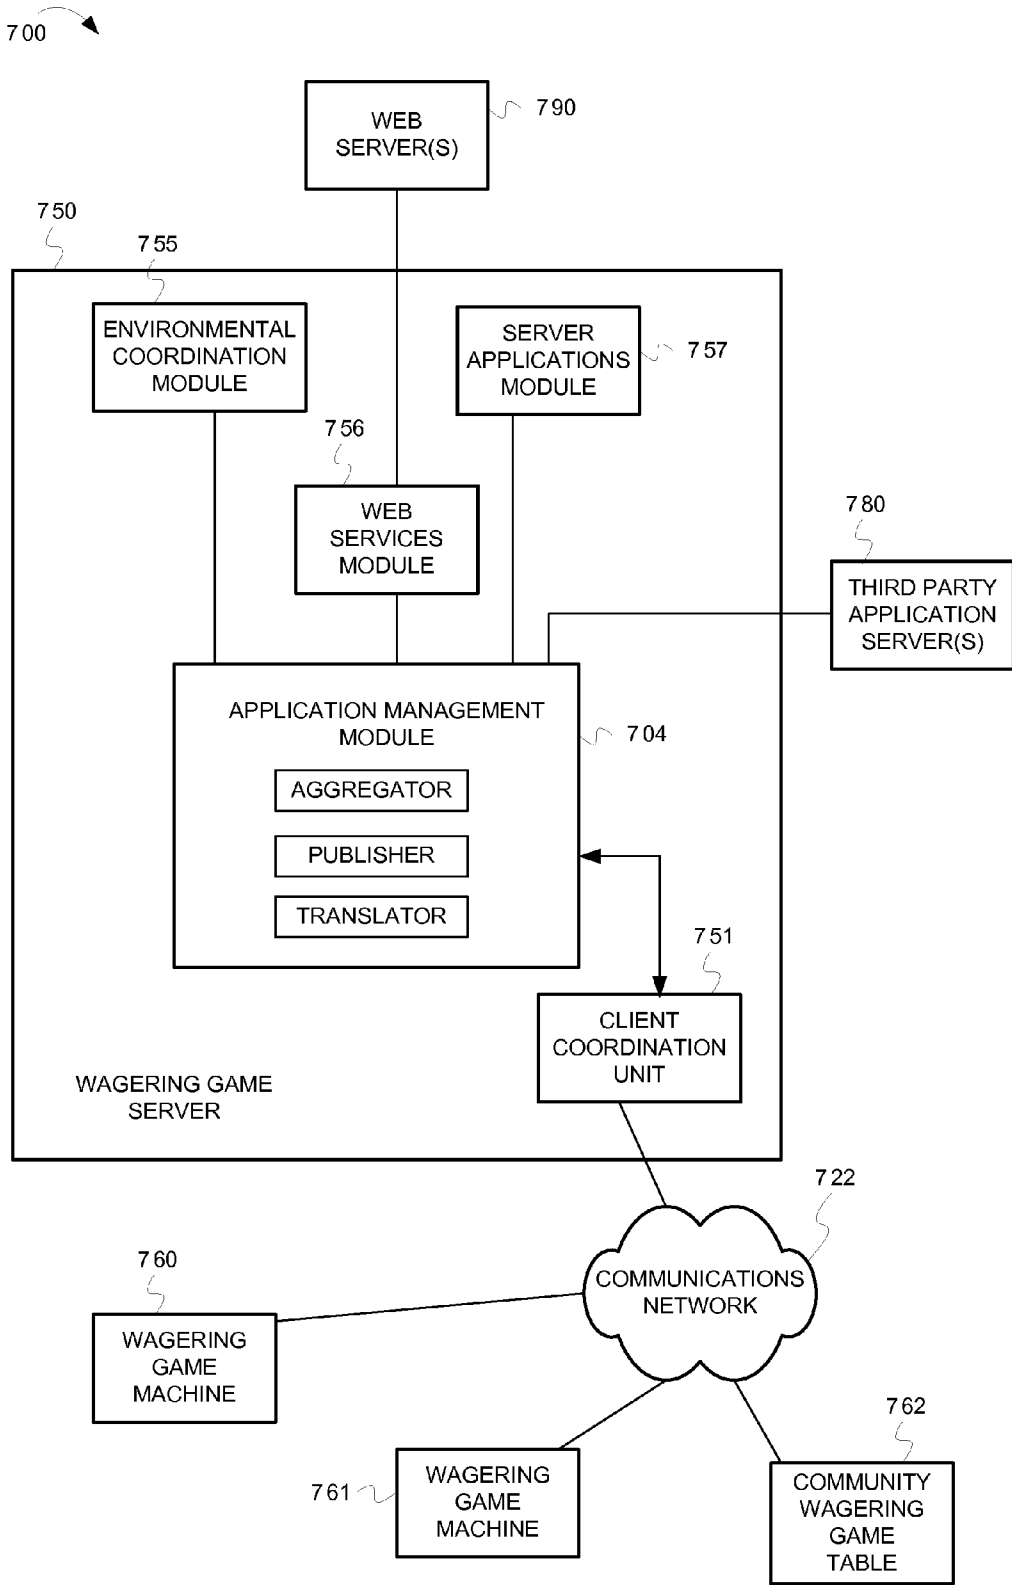 700
WEB
SERVER(S)
790
750
755
ENVIRONMENTAL
COORDINATION
MODULE
SERVER
APPLICATIONS
MODULE
757
756
WEB
SERVICES
MODULE
780
THIRD PARTY
APPLICATION
SERVER(S)
APPLICATION MANAGEMENT
MODULE
704
AGGREGATOR
PUBLISHER
TRANSLATOR
751
CLIENT
COORDINATION
UNIT
WAGERING GAME
SERVER
722
COMMUNICATIONS
NETWORK
760
WAGERING
GAME
MACHINE
761
WAGERING
GAME
MACHINE
762
COMMUNITY
WAGERING
GAME
TABLE